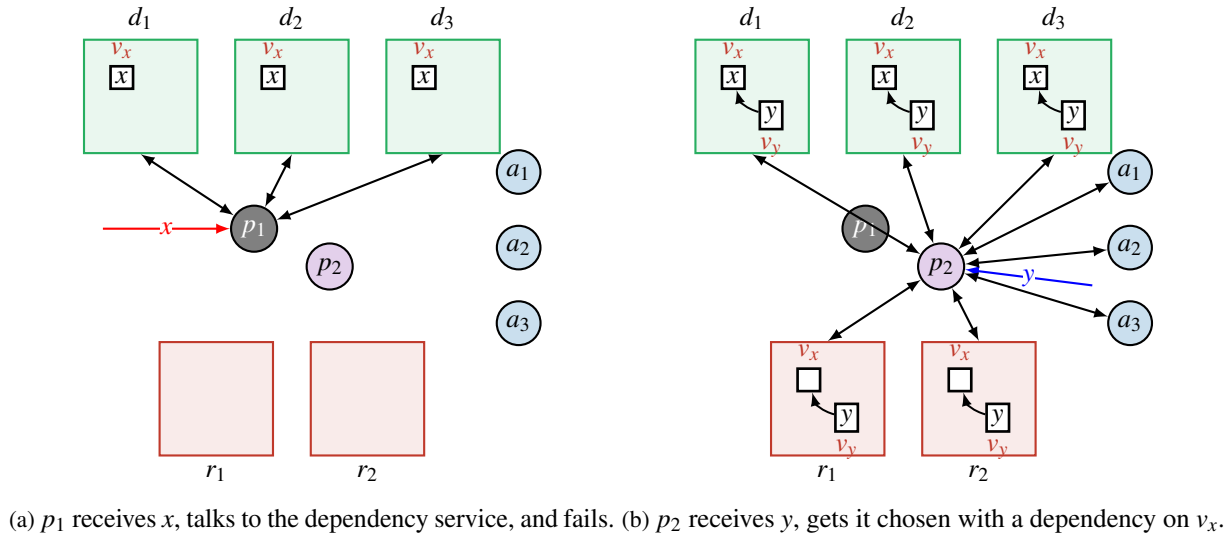 d1 d2 d3 d1 d2 d3
vx vx vx vx vx vx
x x x x x x
y y y
vy vy vy
a1 a1
x p1 p1
a2 a2
p2 p2
y
a3 a3
vx vx
y y
vy vy
r1 r2 r1 r2
(a) p1 receives x, talks to the dependency service, and fails. (b) p2 receives y, gets it chosen with a dependency on vx.